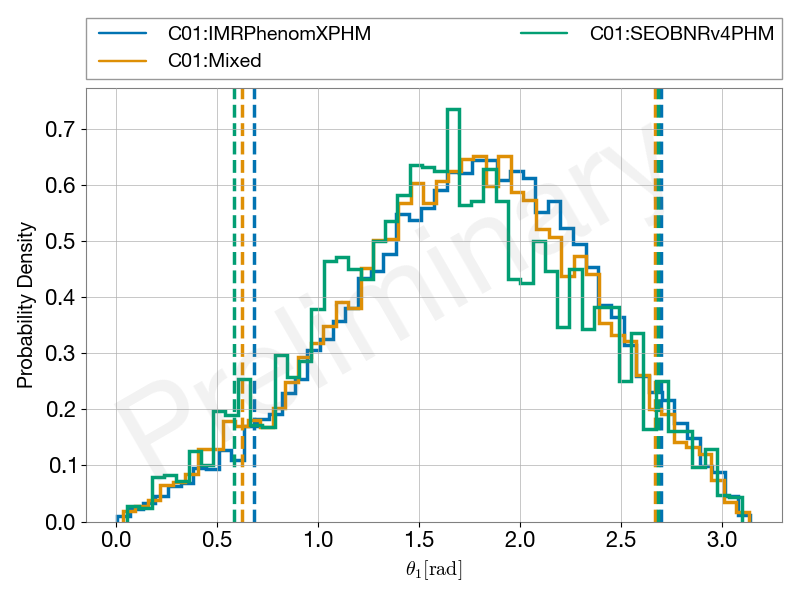 C01:IMRPhenomXPHM
C01:Mixed
C01:SEOBNRv4PHM
0.7
0.6
0.5
0.4
0.3
0.2
0.1
0.0
Probability Density
Preliminary
0.0 0.5 1.0 1.5 2.0 2.5 3.0
θ₁[rad]